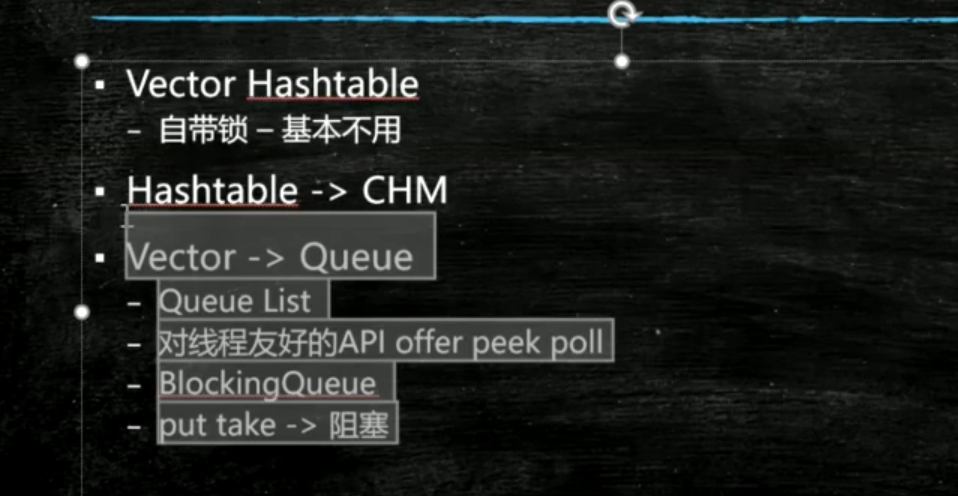 Vector Hashtable
自带锁 – 基本不用
Hashtable -> CHM
Vector -> Queue
Queue List
对线程友好的API offer peek poll
BlockingQueue
put take -> 阻塞